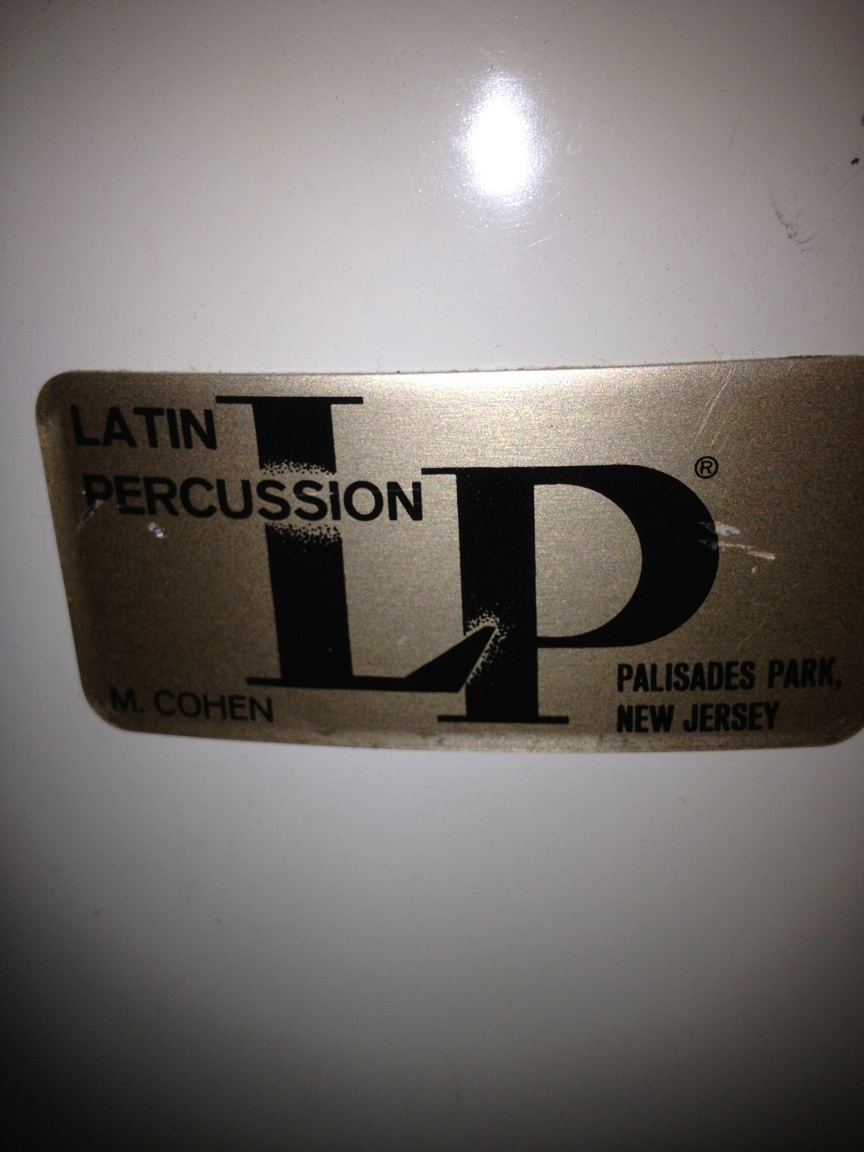 LATIN
PERCUSSION
LP®
M. COHEN
PALISADES PARK,
NEW JERSEY